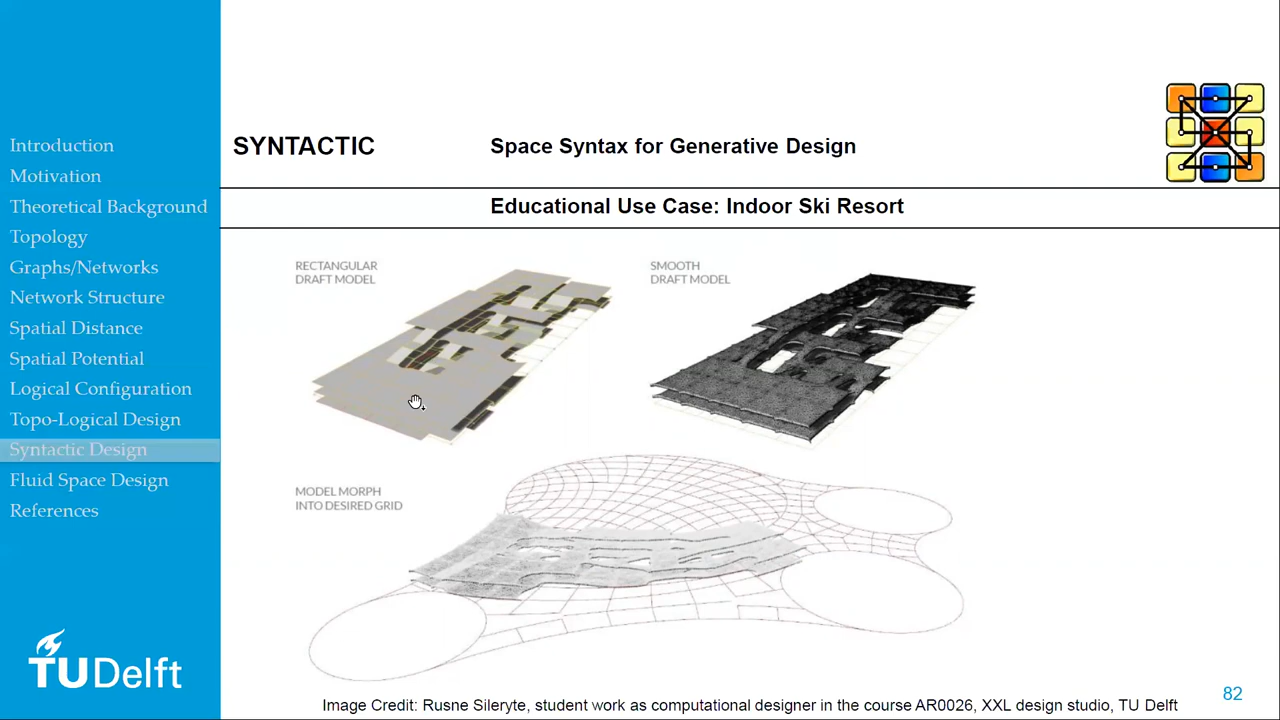 Introduction
Motivation
Theoretical Background
Topology
Graphs/Networks
Network Structure
Spatial Distance
Spatial Potential
Logical Configuration
Topo-Logical Design
Syntactic Design
Fluid Space Design
References
TUDelft
SYNTACTIC
Space Syntax for Generative Design
Educational Use Case: Indoor Ski Resort
RECTANGULAR
DRAFT MODEL
SMOOTH
DRAFT MODEL
MODEL MORPH
INTO DESIRED GRID
82
Image Credit: Rusne Sileryte, student work as computational designer in the course AR0026, XXL design studio, TU Delft